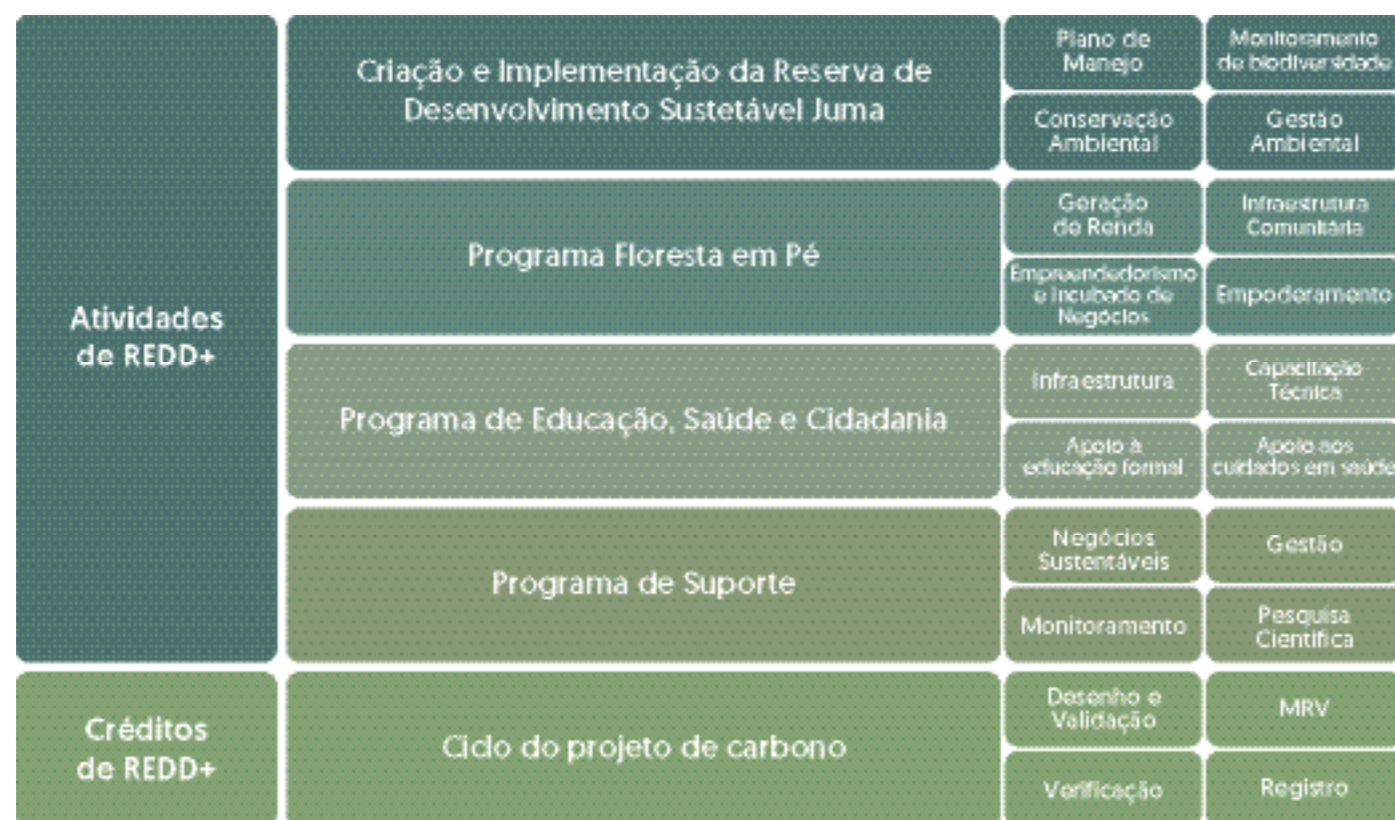 Atividades
de REDD+
Criação e Implementação da Reserva de
Desenvolvimento Sustetável Juma
Plano de
Manejo
Monitoramento
de biodiversidade
Conservação
Ambiental
Gestão
Ambiental
Programa Floresta em Pé
Geração
de Renda
Infraestrutura
Comunitária
Empreendedorismo
e Incubado de
Negócios
Empoderamento
Programa de Educação, Saúde e Cidadania
Infraestrutura
Capacitação
Técnica
Apoio à
educação formal
Apoio aos
cuidados em saúde
Programa de Suporte
Negócios
Sustentáveis
Gestão
Monitoramento
Pesquisa
Científica
Créditos
de REDD+
Ciclo do projeto de carbono
Desenho e
Validação
MRV
Verificação
Registro